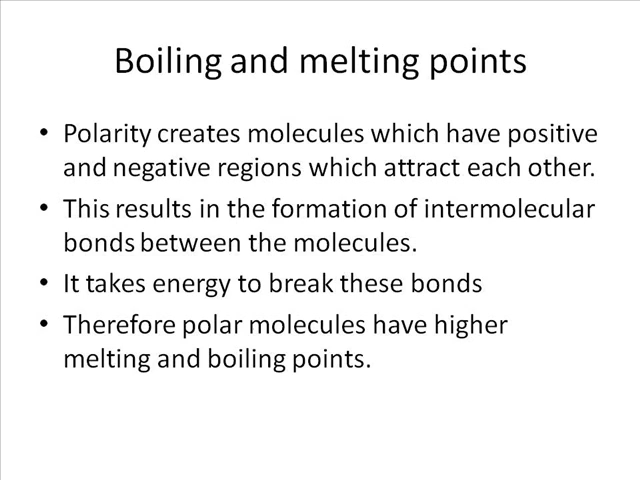 Boiling and melting points
• Polarity creates molecules which have positive
and negative regions which attract each other.
• This results in the formation of intermolecular
bonds between the molecules.
• It takes energy to break these bonds
• Therefore polar molecules have higher
melting and boiling points.